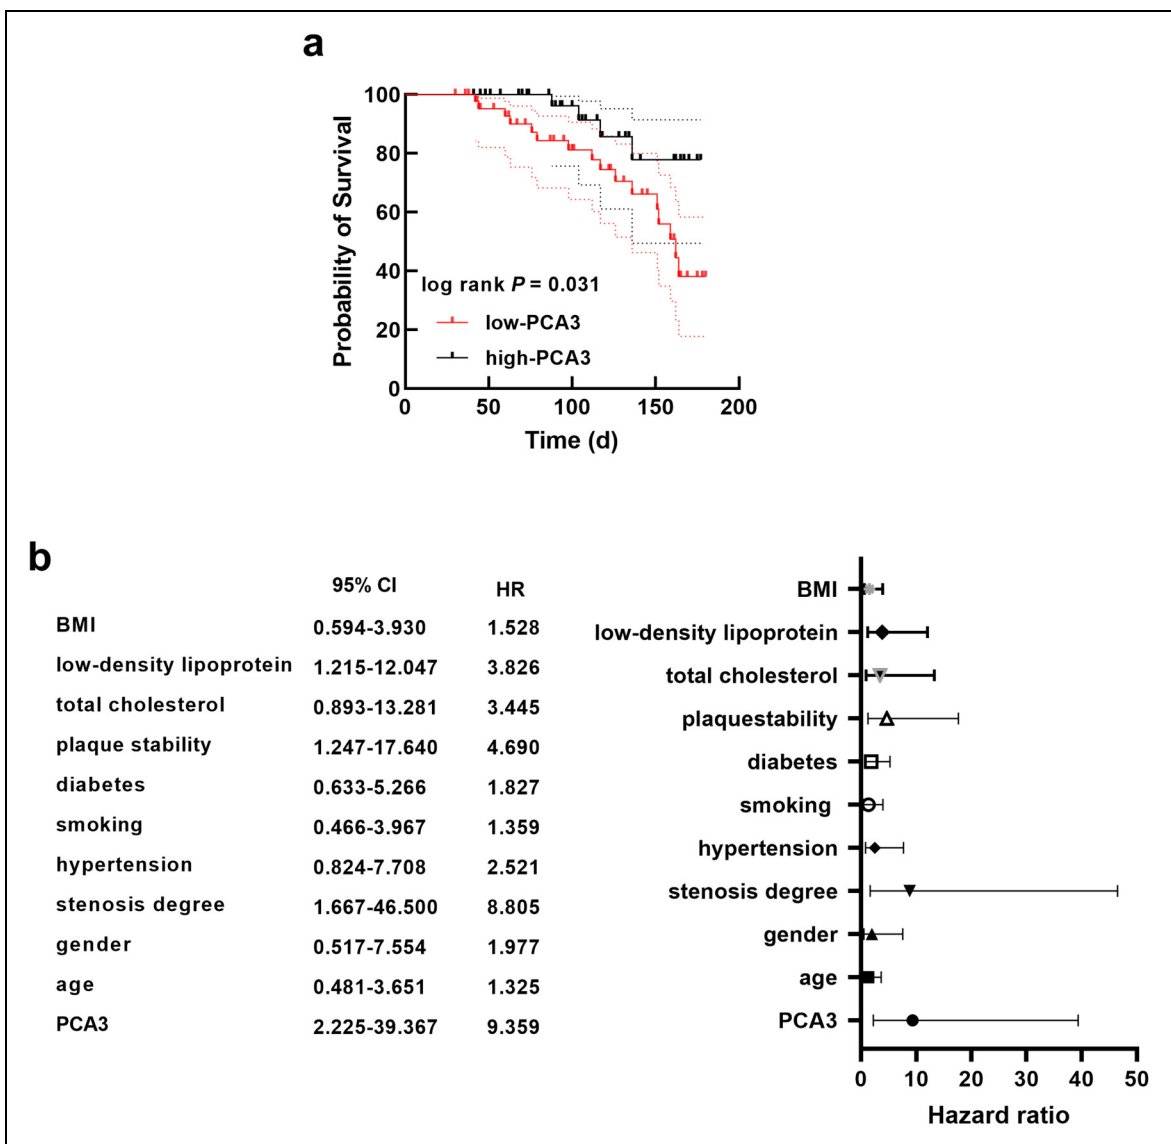 a
Probability of Survival
100
80
60
40
20
0
log rank P = 0.031
low-PCA3
high-PCA3
0 50 100 150 200
Time (d)
b
95% CI HR
BMI 0.594-3.930 1.528
low-density lipoprotein 1.215-12.047 3.826
total cholesterol 0.893-13.281 3.445
plaque stability 1.247-17.640 4.690
diabetes 0.633-5.266 1.827
smoking 0.466-3.967 1.359
hypertension 0.824-7.708 2.521
stenosis degree 1.667-46.500 8.805
gender 0.517-7.554 1.977
age 0.481-3.651 1.325
PCA3 2.225-39.367 9.359
BMI
low-density lipoprotein
total cholesterol
plaquestability
diabetes
smoking
hypertension
stenosis degree
gender
age
PCA3
0 10 20 30 40 50
Hazard ratio